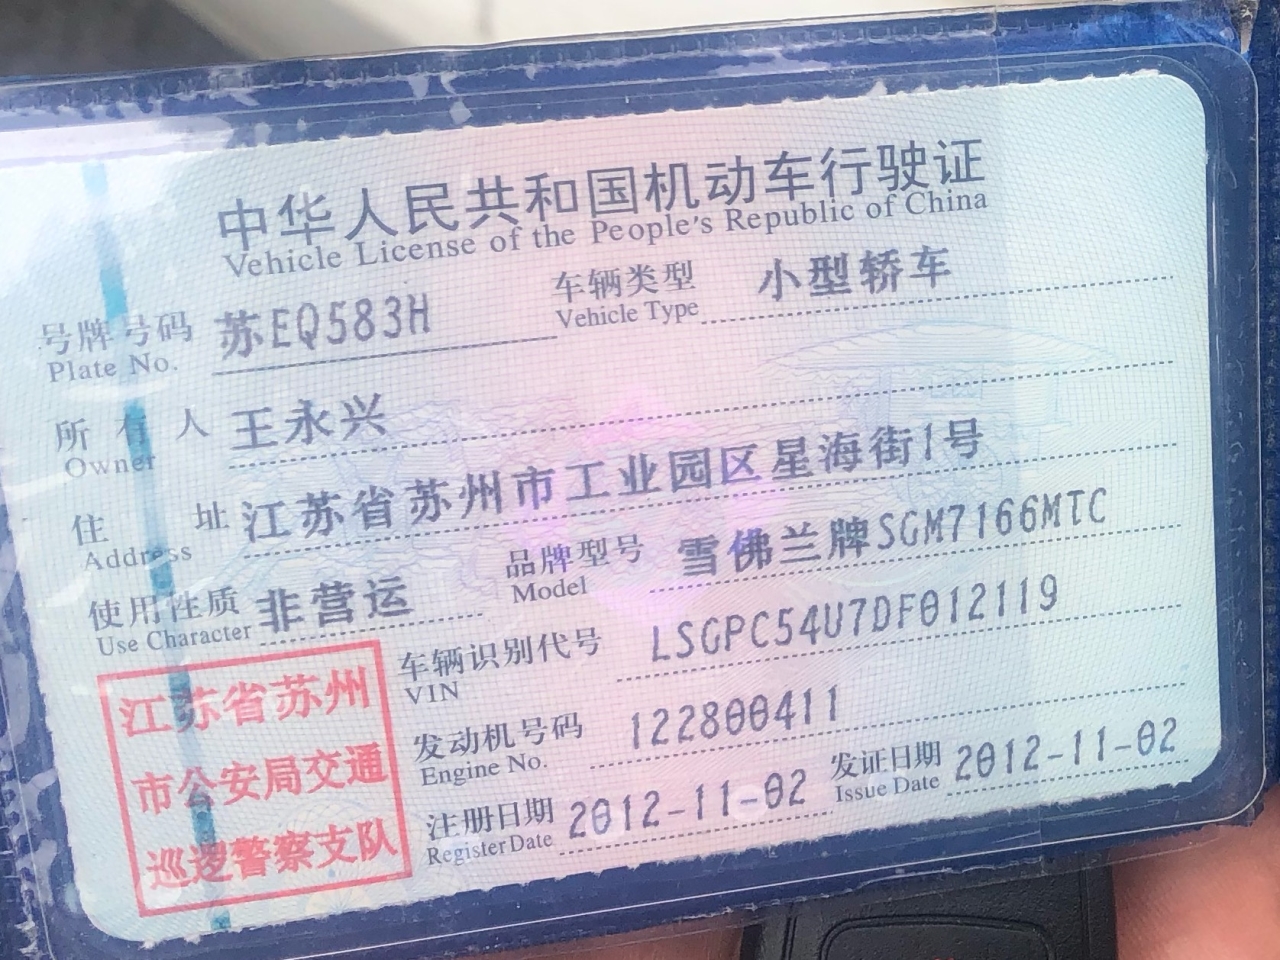 中华人民共和国机动车行驶证
Vehicle License of the People's Republic of China
号牌号码 苏EQ583H 车辆类型 小型轿车
Plate No. Vehicle Type
所有人 王永兴
Owner
住址 江苏省苏州市工业园区星海街1号
Address
使用性质 非营运 品牌型号 雪佛兰牌SGM7166MTC
Use Character Model
车辆识别代号 LSGPC54U7DF012119
VIN
发动机号码 122800411
Engine No.
注册日期 2012-11-02 发证日期 2012-11-02
Register Date Issue Date
江苏省苏州
市公安局交通
巡逻警察支队